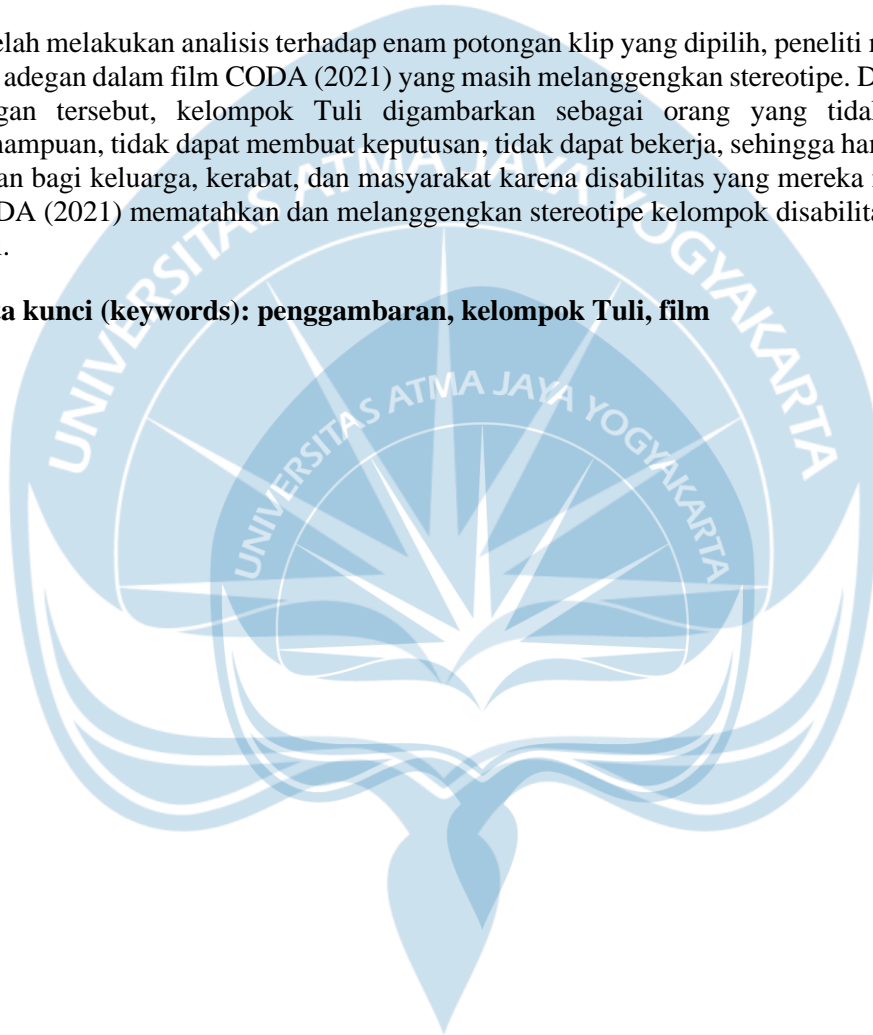 elah melakukan analisis terhadap enam potongan klip yang dipilih, peneliti
adegan dalam film CODA (2021) yang masih melanggengkan stereotipe. D
gan tersebut, kelompok Tuli digambarkan sebagai orang yang tidak
nampuan, tidak dapat membuat keputusan, tidak dapat bekerja, sehingga han
an bagi keluarga, kerabat, dan masyarakat karena disabilitas yang mereka
DA (2021) mematahkan dan melanggengkan stereotipe kelompok disabilita
a kunci (keywords): penggambaran, kelompok Tuli, film
UNIVERSITAS ATMA JAYA YOGYAKARTA
UNIVERSITAS ATMA JAYA YOGYAKARTA